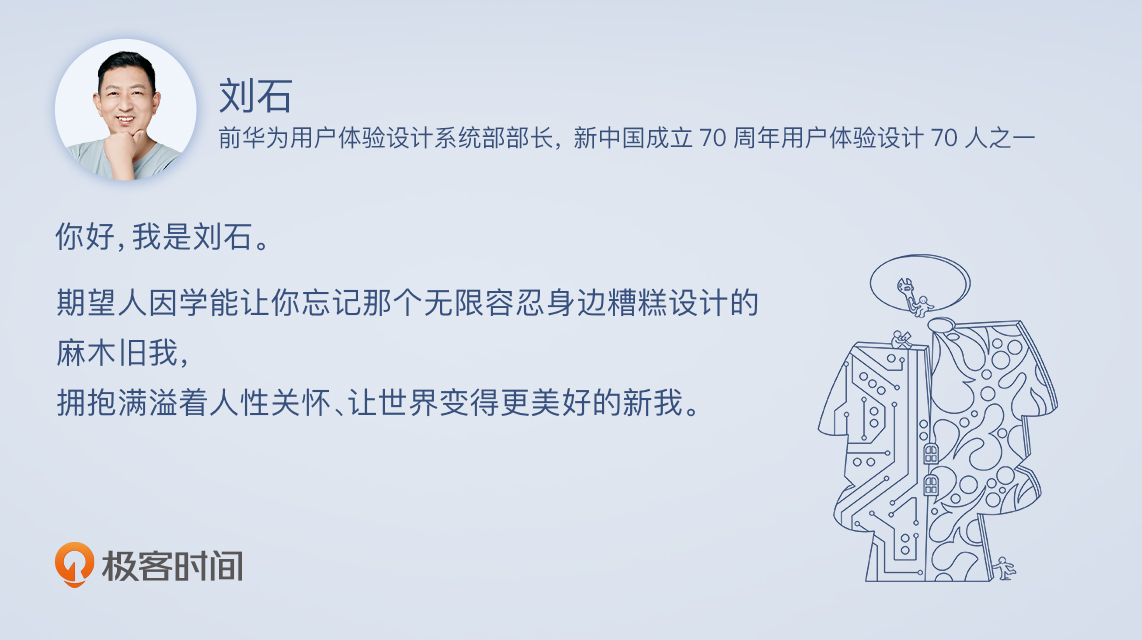 刘石
前华为用户体验设计系统部部长，新中国成立 70 周年用户体验设计 70 人之一
你好，我是刘石。
期望人因学能让你忘记那个无限容忍身边糟糕设计的
麻木旧我，
拥抱满溢着人性关怀、让世界变得更美好的新我。
极客时间